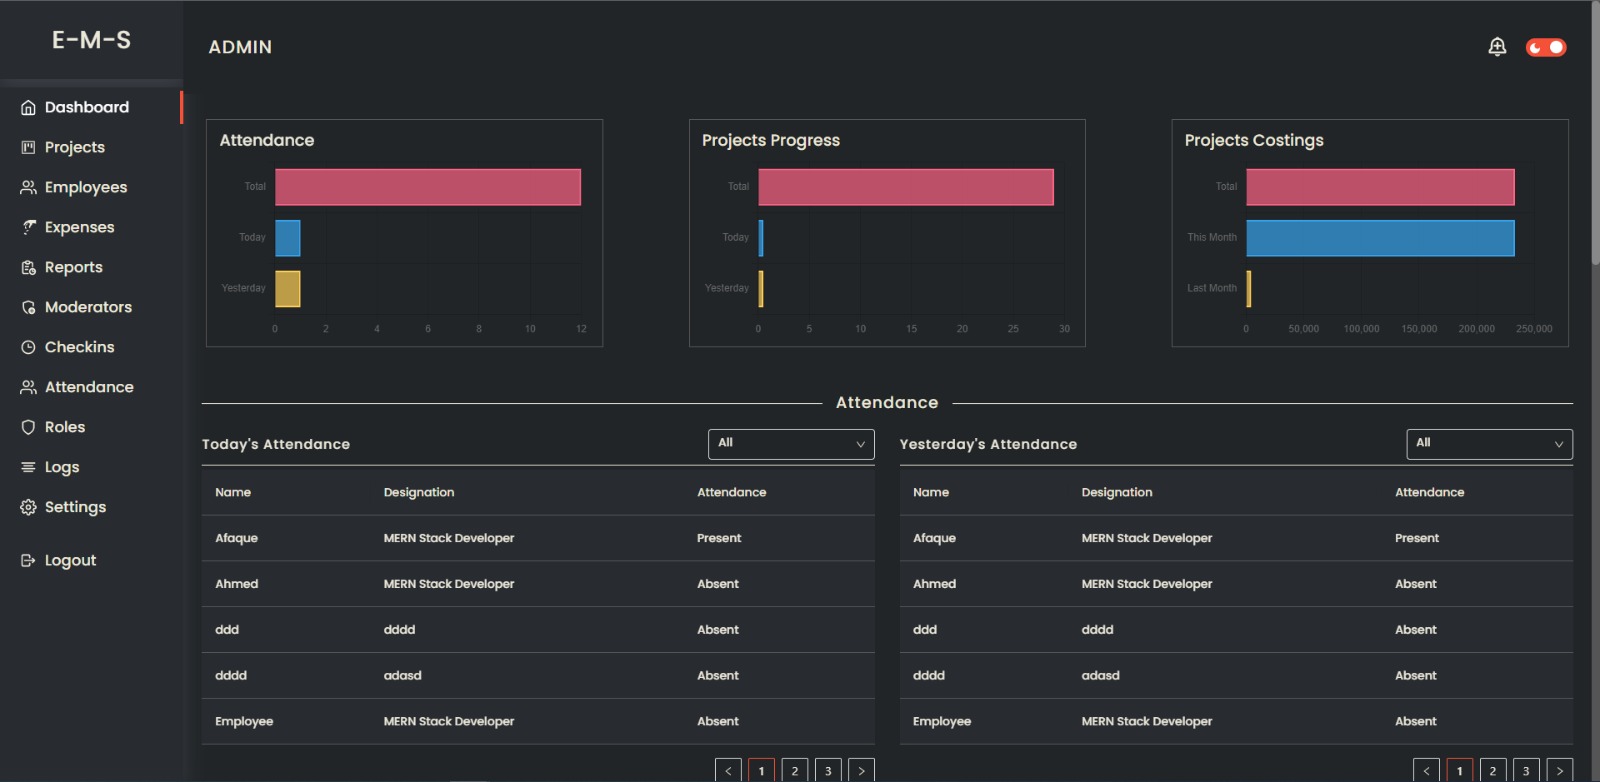 E-M-S
ADMIN
Dashboard
Projects
Employees
Expenses
Reports
Moderators
Checkins
Attendance
Roles
Logs
Settings
Logout
Attendance
Total
Today
Yesterday
0 2 4 6 8 10 12
Projects Progress
Total
Today
Yesterday
0 5 10 15 20 25 30
Projects Costings
Total
This Month
Last Month
0 50,000 100,000 150,000 200,000 250,000
Attendance
Today's Attendance All
Name Designation Attendance
Afaque MERN Stack Developer Present
Ahmed MERN Stack Developer Absent
ddd dddd Absent
dddd adasd Absent
Employee MERN Stack Developer Absent
< 1 2 3 >
Yesterday's Attendance All
Name Designation Attendance
Afaque MERN Stack Developer Present
Ahmed MERN Stack Developer Absent
ddd dddd Absent
dddd adasd Absent
Employee MERN Stack Developer Absent
< 1 2 3 >